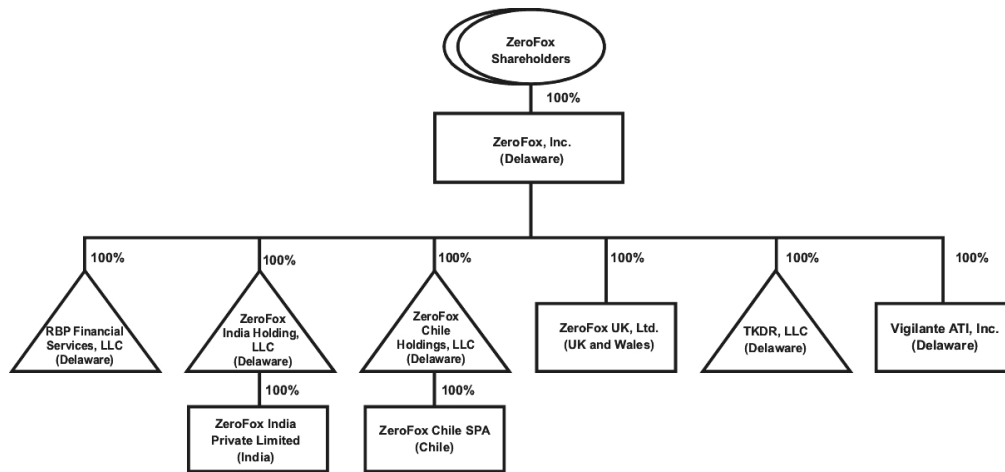 ZeroFox
Shareholders
100%
ZeroFox, Inc.
(Delaware)
100%
100%
100%
100%
100%
100%
RBP Financial
Services, LLC
(Delaware)
ZeroFox
India Holding,
LLC
(Delaware)
ZeroFox
Chile
Holdings, LLC
(Delaware)
ZeroFox UK, Ltd.
(UK and Wales)
TKDR, LLC
(Delaware)
Vigilante ATI, Inc.
(Delaware)
100%
100%
ZeroFox India
Private Limited
(India)
ZeroFox Chile SPA
(Chile)